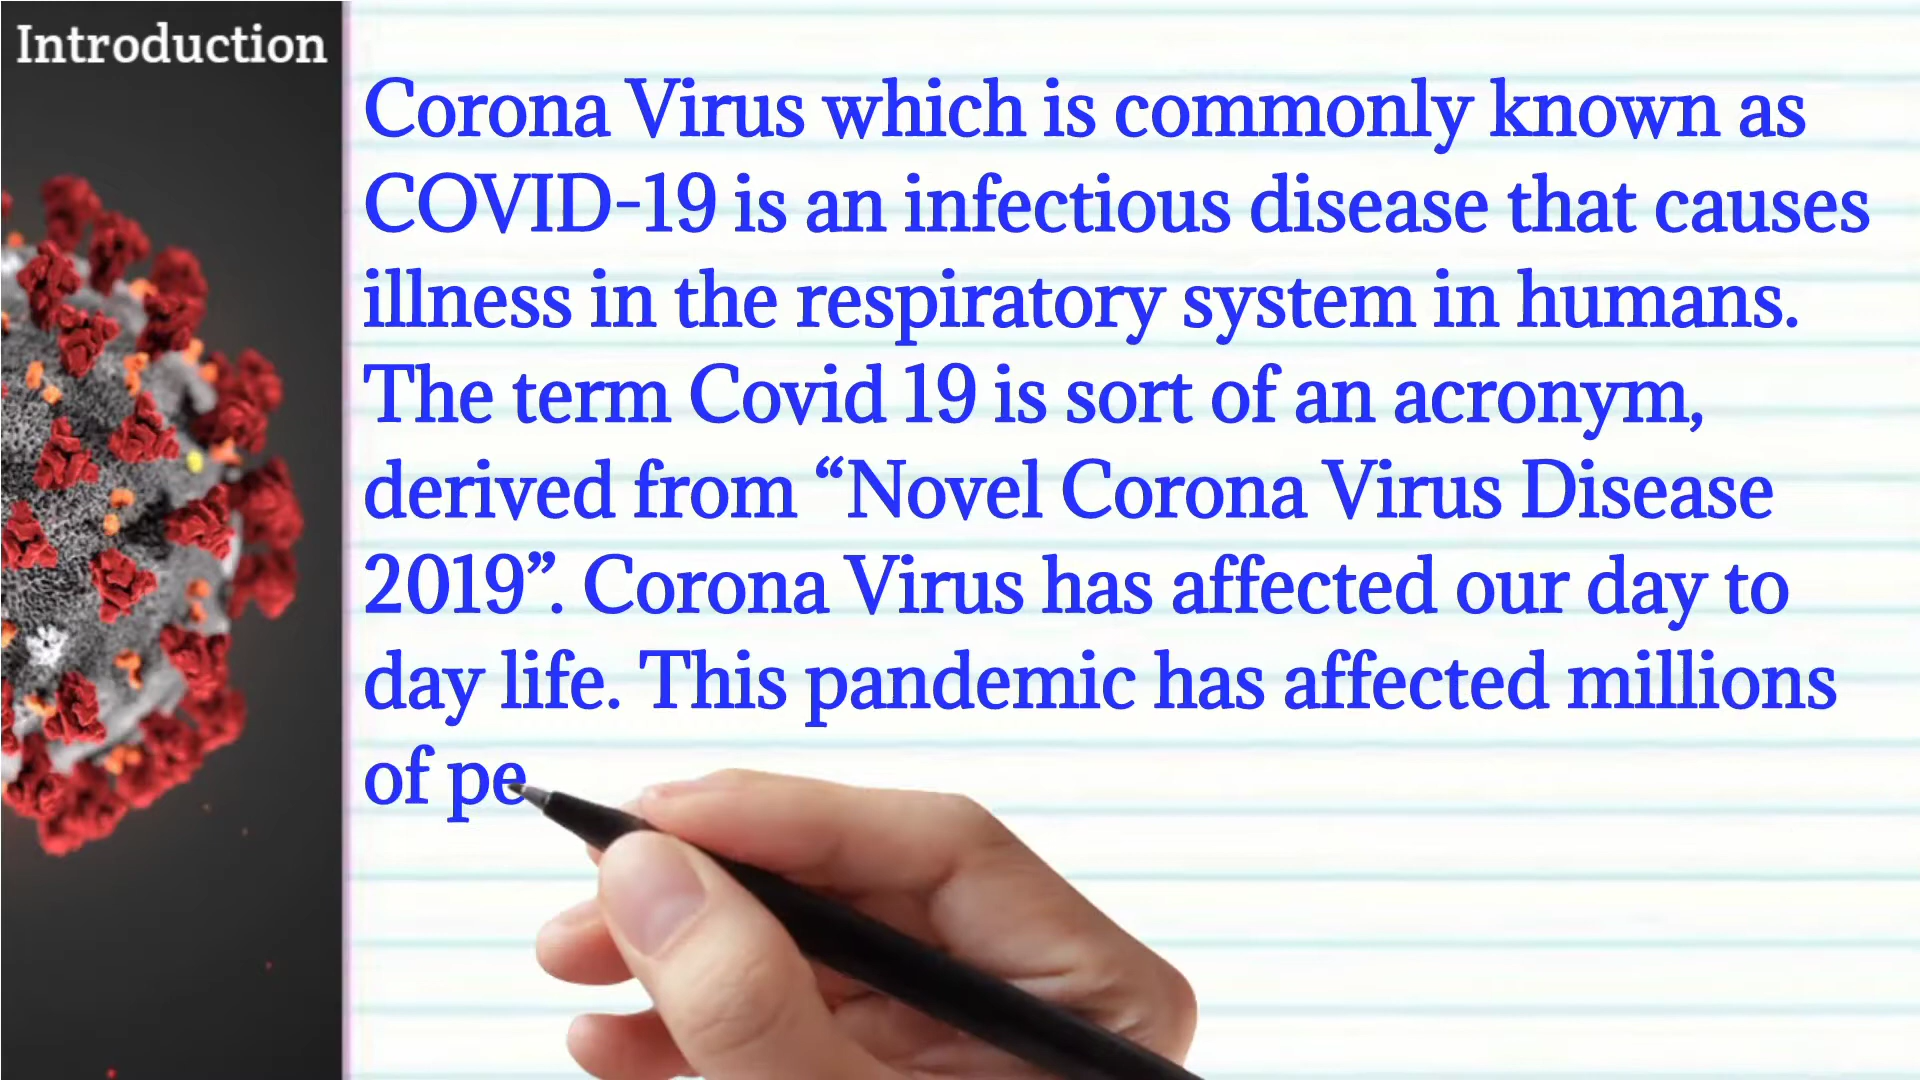 Introduction
Corona Virus which is commonly known as
COVID-19 is an infectious disease that causes
illness in the respiratory system in humans.
The term Covid 19 is sort of an acronym,
derived from “Novel Corona Virus Disease
2019”. Corona Virus has affected our day to
day life. This pandemic has affected millions
of pe